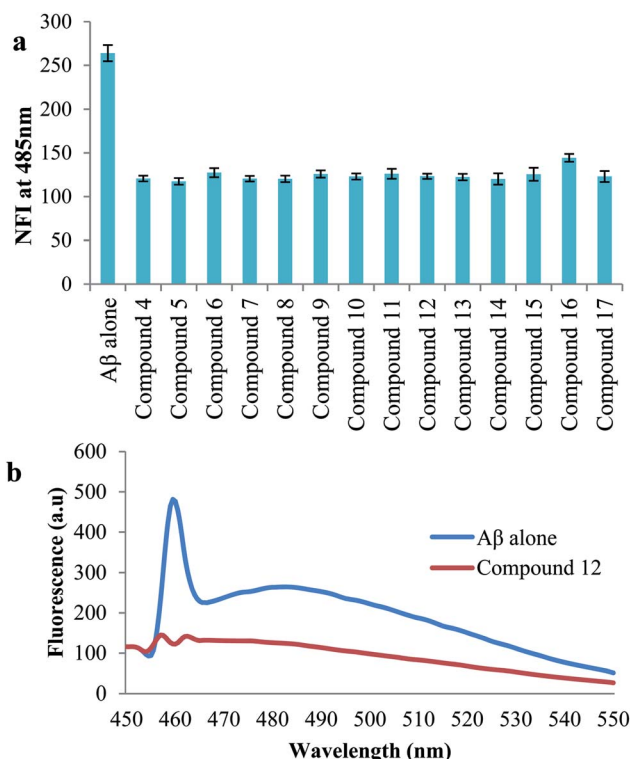 a
NFI at 485nm
300
250
200
150
100
50
0
Aβ alone
Compound 4
Compound 5
Compound 6
Compound 7
Compound 8
Compound 9
Compound 10
Compound 11
Compound 12
Compound 13
Compound 14
Compound 15
Compound 16
Compound 17
b
Fluorescence (a.u)
600
500
400
300
200
100
0
Aβ alone
Compound 12
450 460 470 480 490 500 510 520 530 540 550
Wavelength (nm)